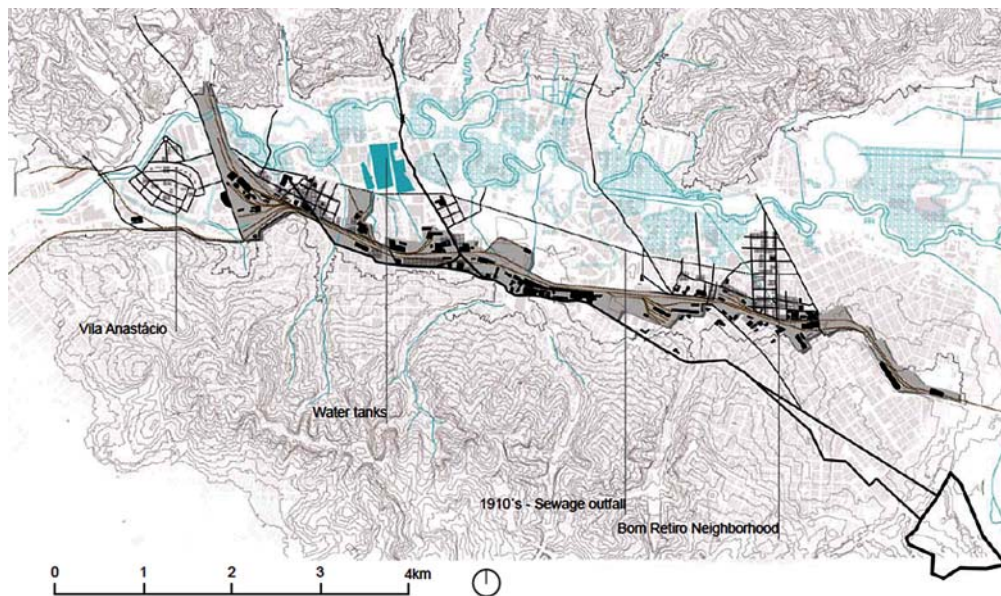 Vila Anastácio
Water tanks
1910´s - Sewage outfall
Bom Retiro Neighborhood
0 1 2 3 4km